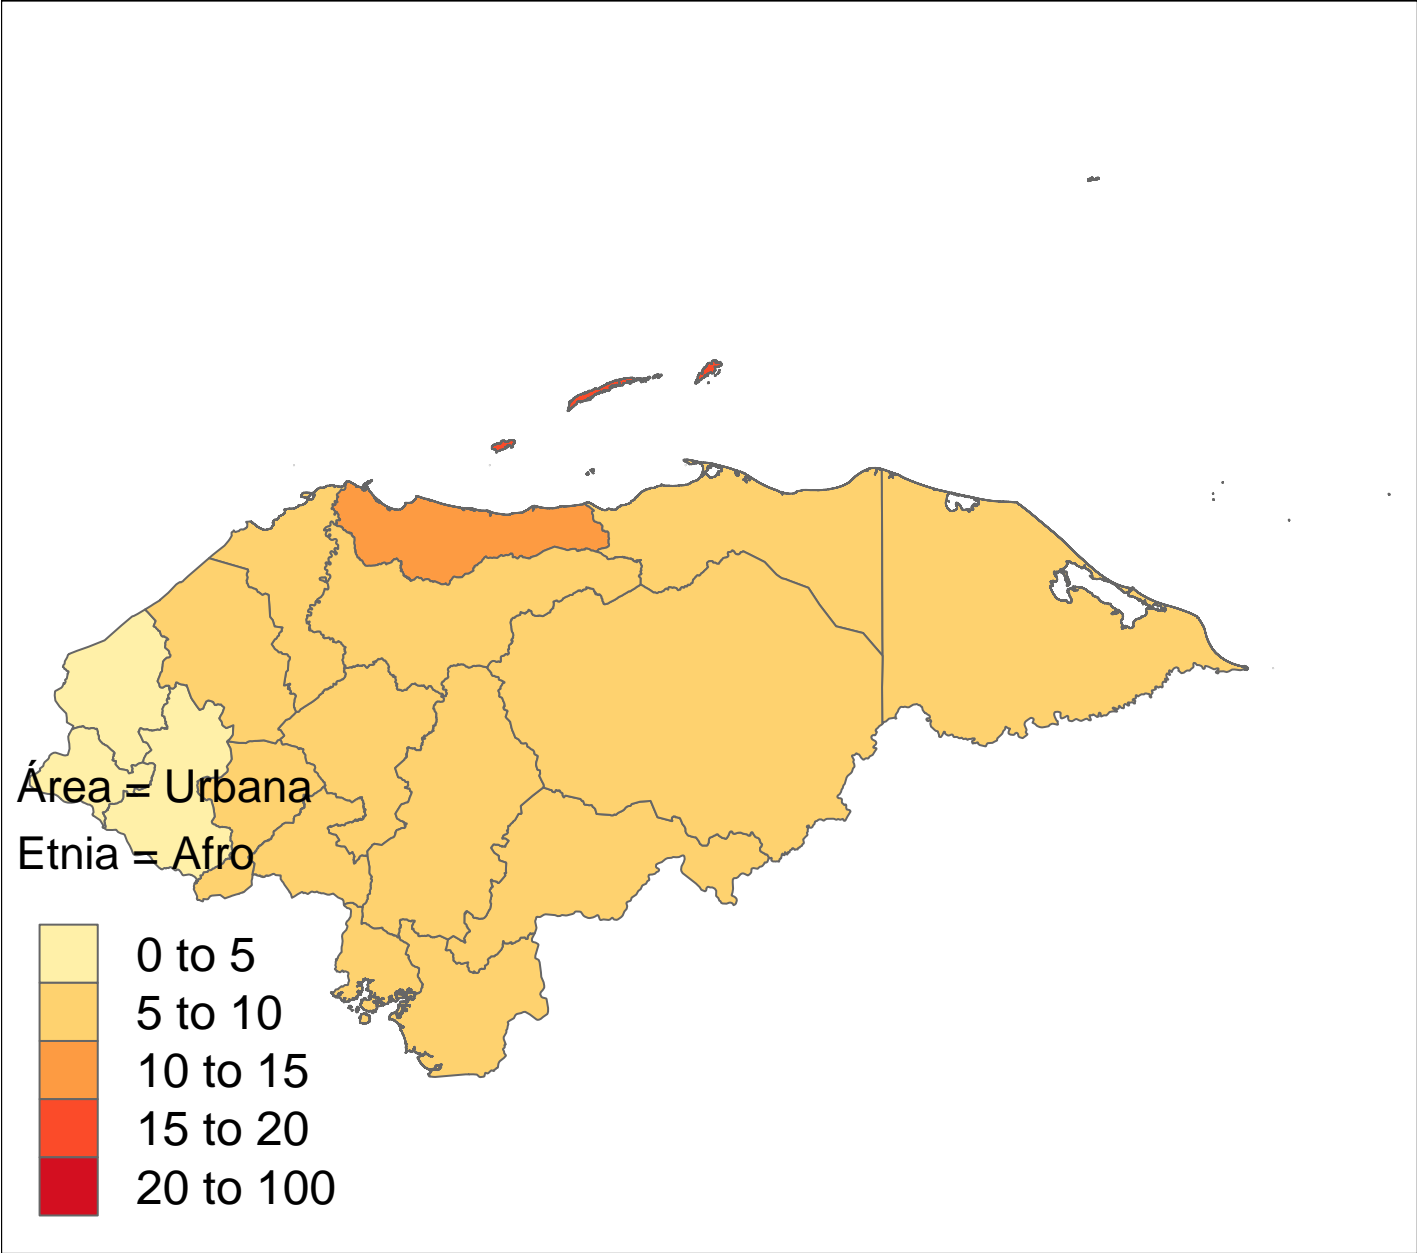 Área = Urbana
Etnia = Afro
0 to 5
5 to 10
10 to 15
15 to 20
20 to 100